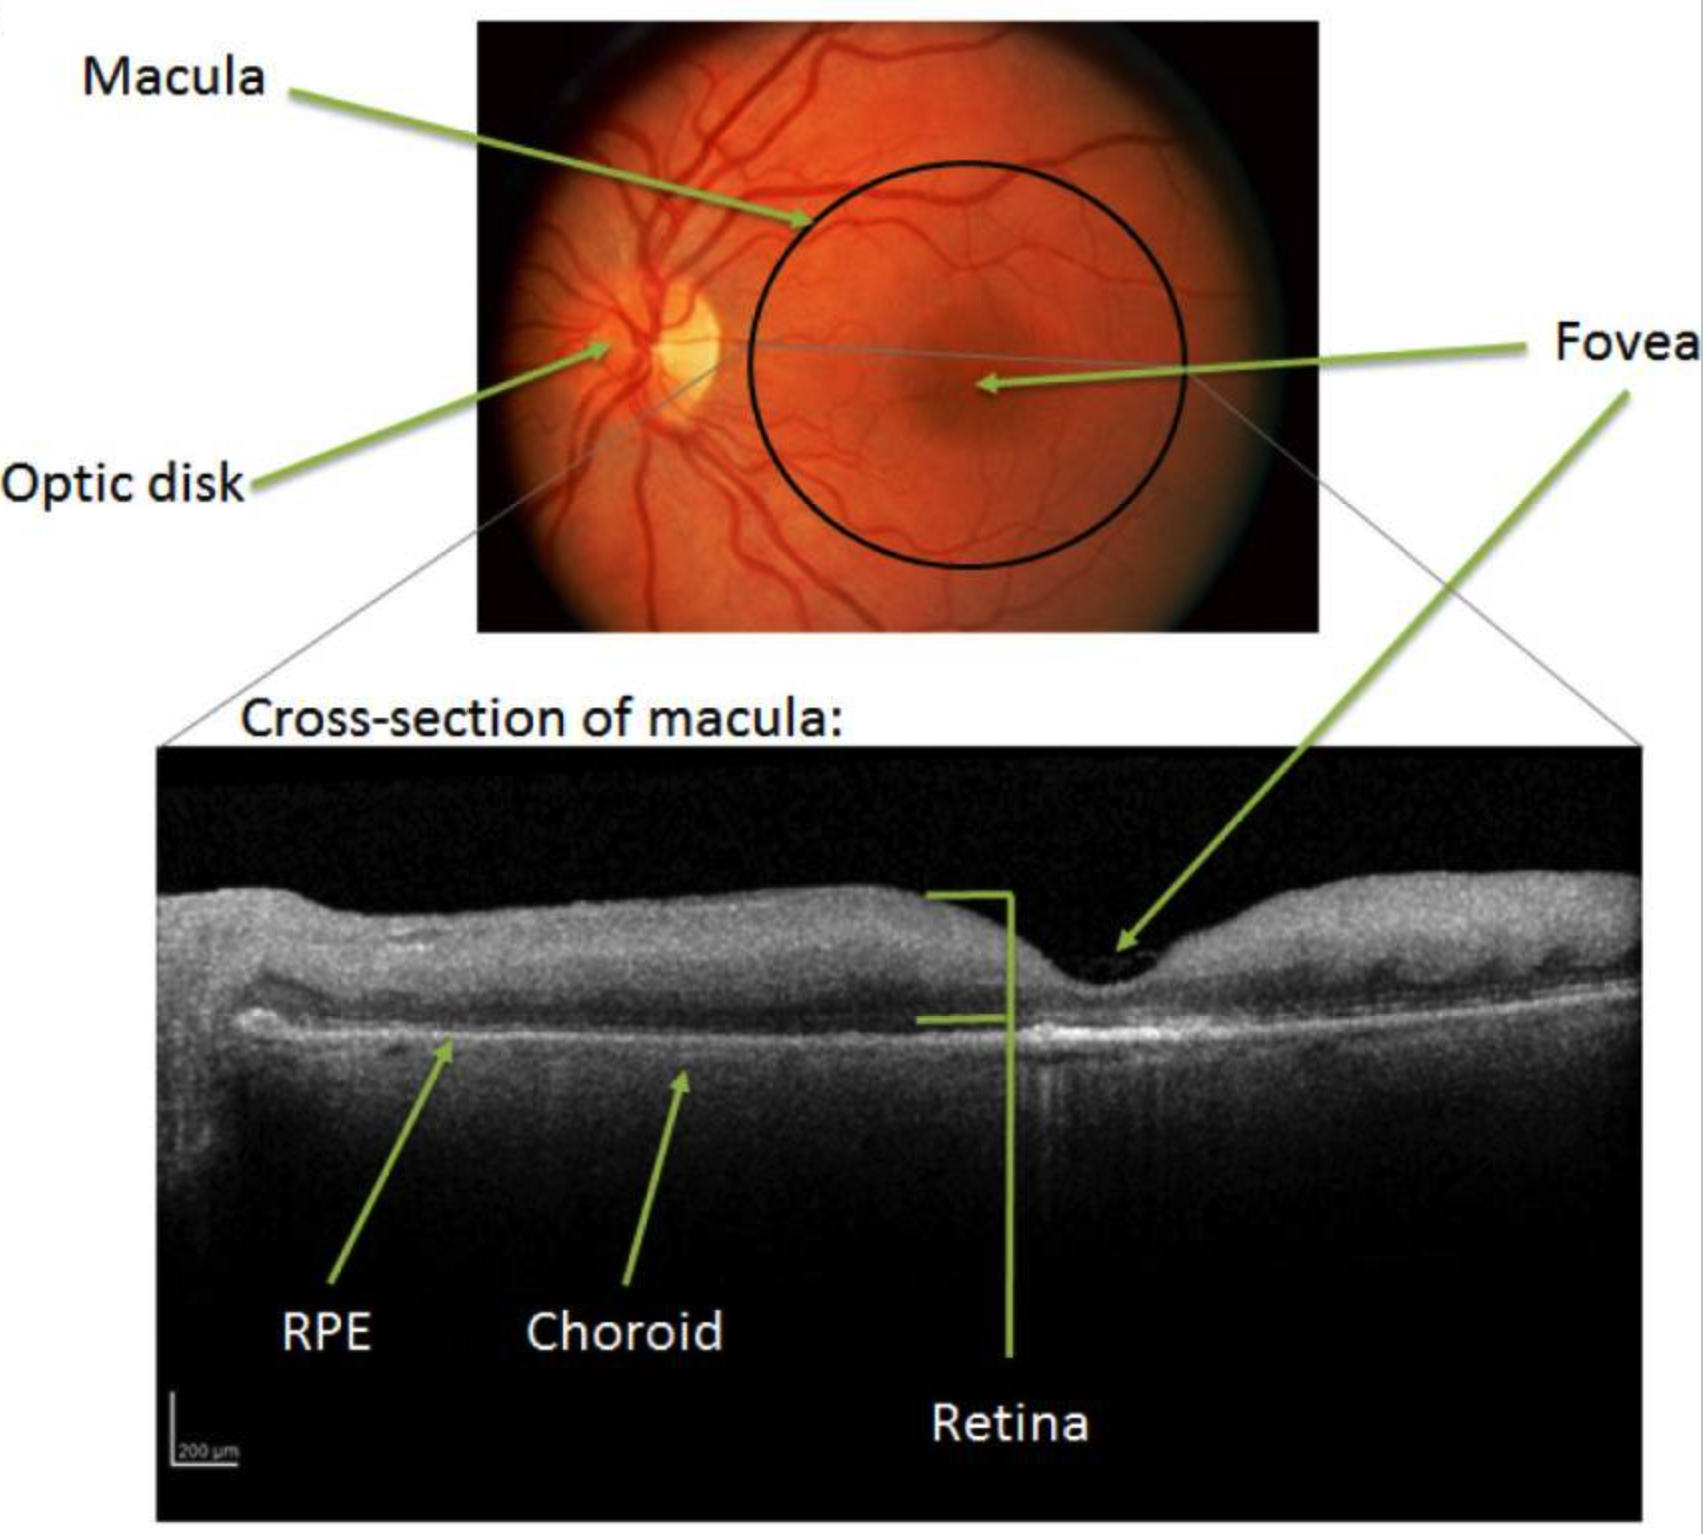 Macula
Fovea
Optic disk
Cross-section of macula:
RPE
Choroid
Retina
200 µm